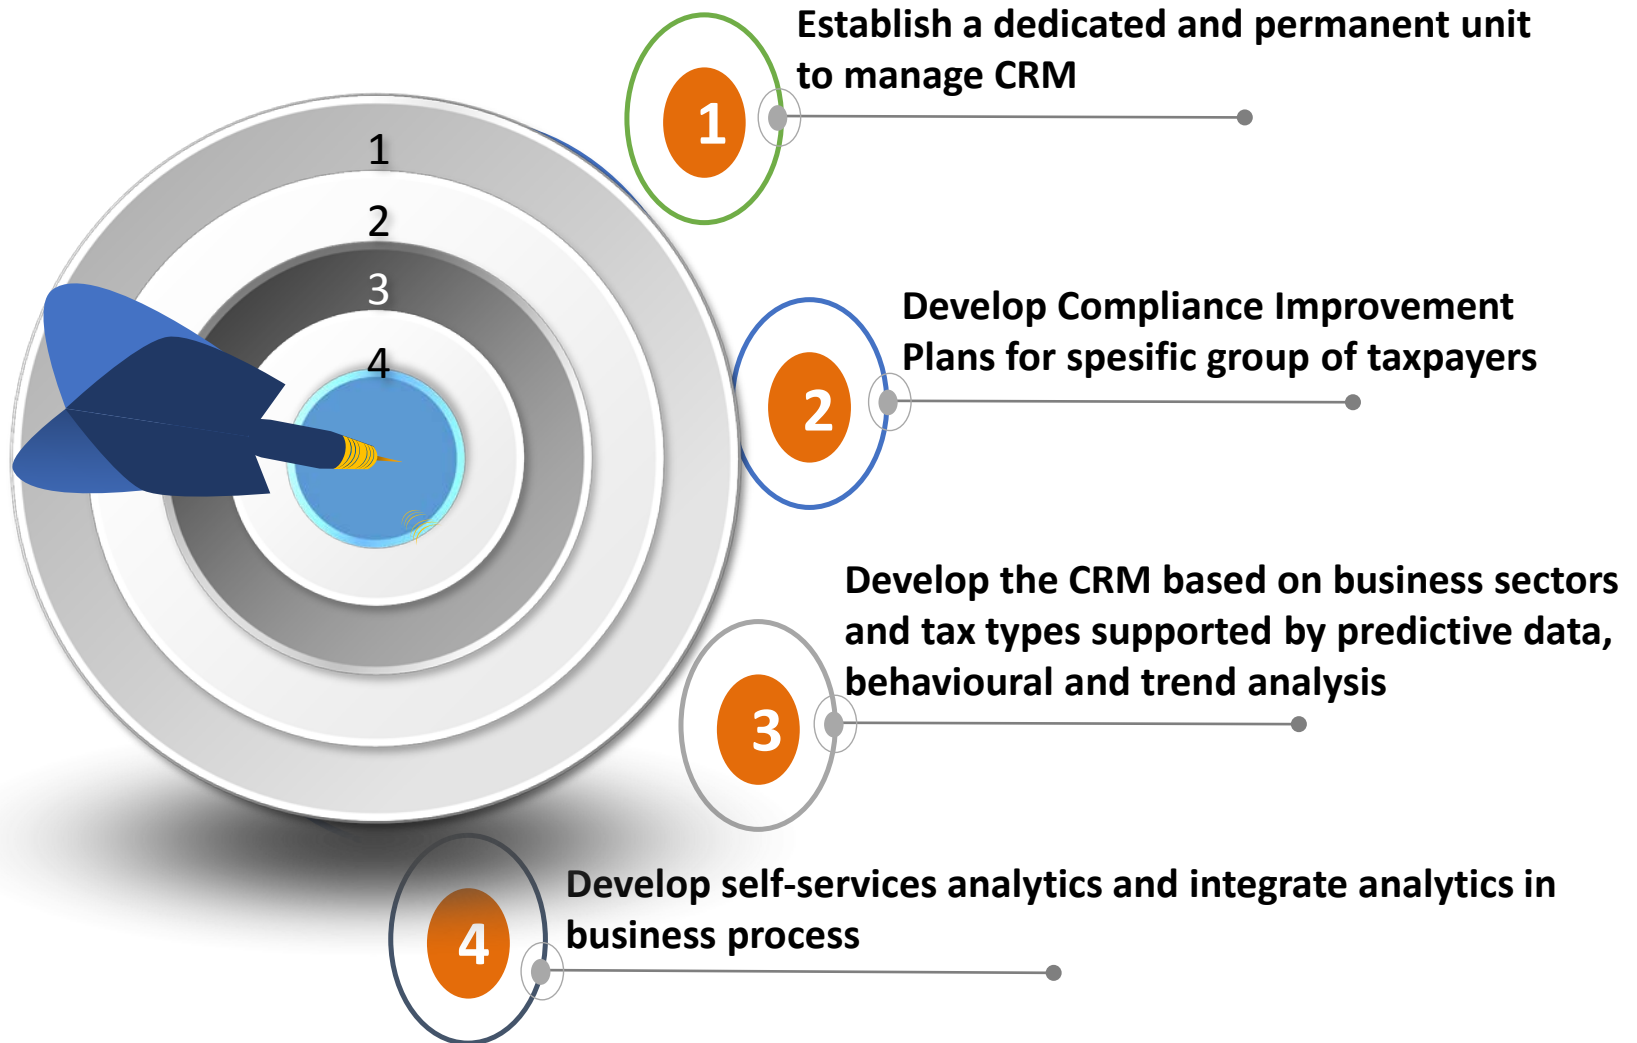 1
2
3
4
1
Establish a dedicated and permanent unit
to manage CRM
2
Develop Compliance Improvement
Plans for spesific group of taxpayers
3
Develop the CRM based on business sectors
and tax types supported by predictive data,
behavioural and trend analysis
4
Develop self-services analytics and integrate analytics in
business process